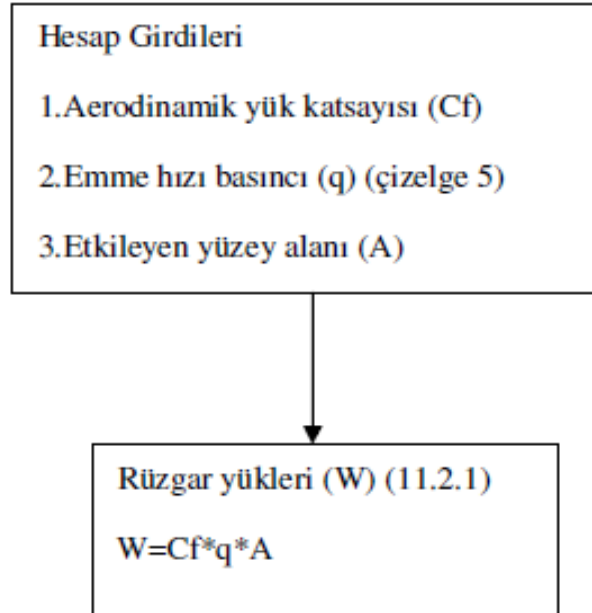 Hesap Girdileri
1.Aerodinamik yük katsayısı (Cf)
2.Emme hızı basıncı (q) (çizelge 5)
3.Etkileyen yüzey alanı (A)
Rüzgar yükleri (W) (11.2.1)
W=Cf*q*A